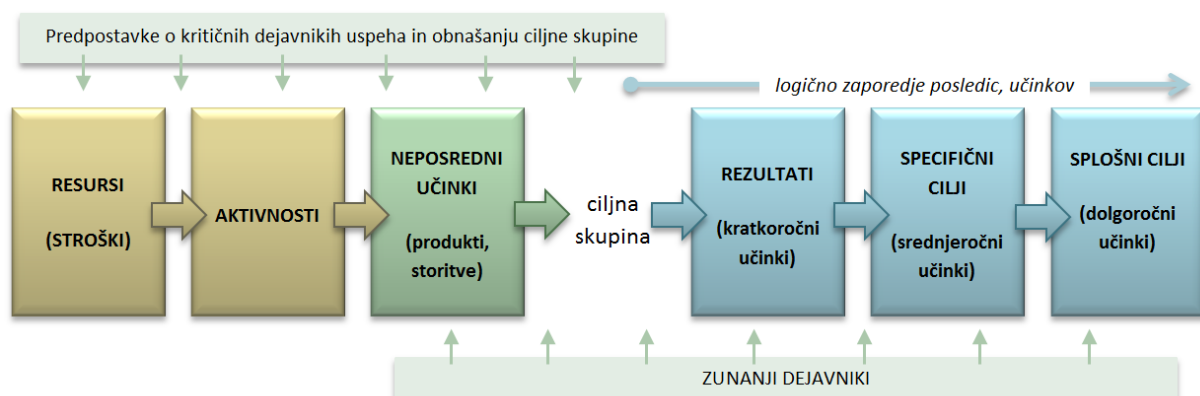 Predpostavke o kritičnih dejavnikih uspeha in obnašanju ciljne skupine
logično zaporedje posledic, učinkov
RESURSI
(STROŠKI)
AKTIVNOSTI
NEPOSREDNI
UČINKI
(produkti,
storitve)
ciljna
skupina
REZULTATI
(kratkoročni
učinki)
SPECIFIČNI
CILJI
(srednjeročni
učinki)
SPLOŠNI CILJI
(dolgoročni
učinki)
ZUNANJI DEJAVNIKI